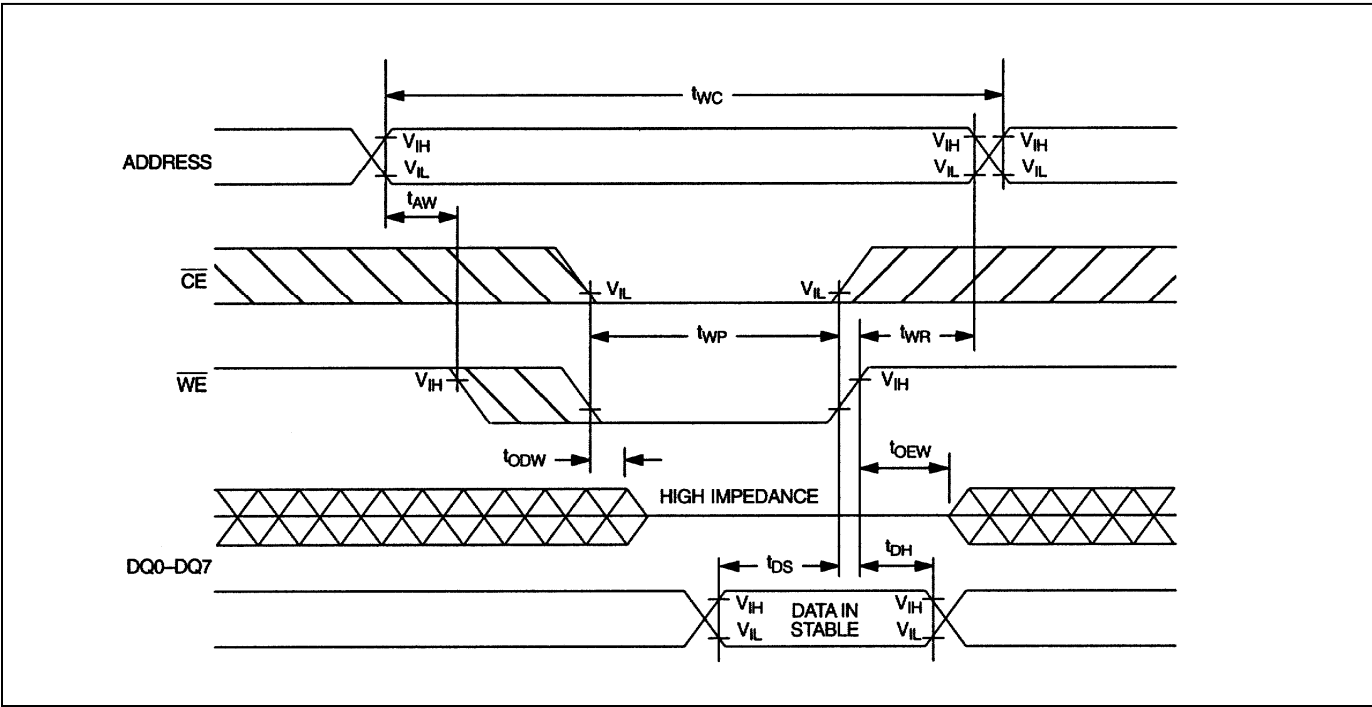 tWC
ADDRESS
VIH
VIL
VIH
VIL
VIH
VIL
tAW
CE
VIL
VIL
tWP
tWR
WE
VIH
VIH
tODW
tOEW
HIGH IMPEDANCE
DQ0–DQ7
tDS
tDH
VIH
VIL
DATA IN
STABLE
VIH
VIL